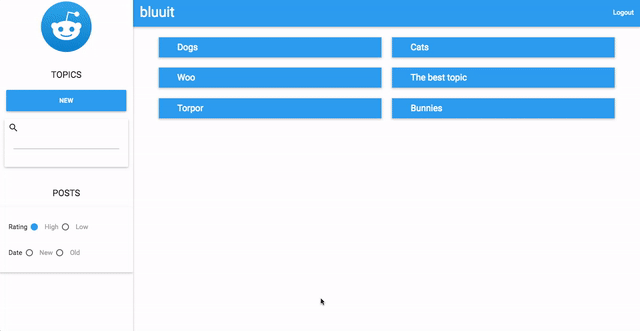 bluuit
Logout
TOPICS
NEW
POSTS
Rating High Low
Date New Old
Dogs
Cats
Woo
The best topic
Torpor
Bunnies